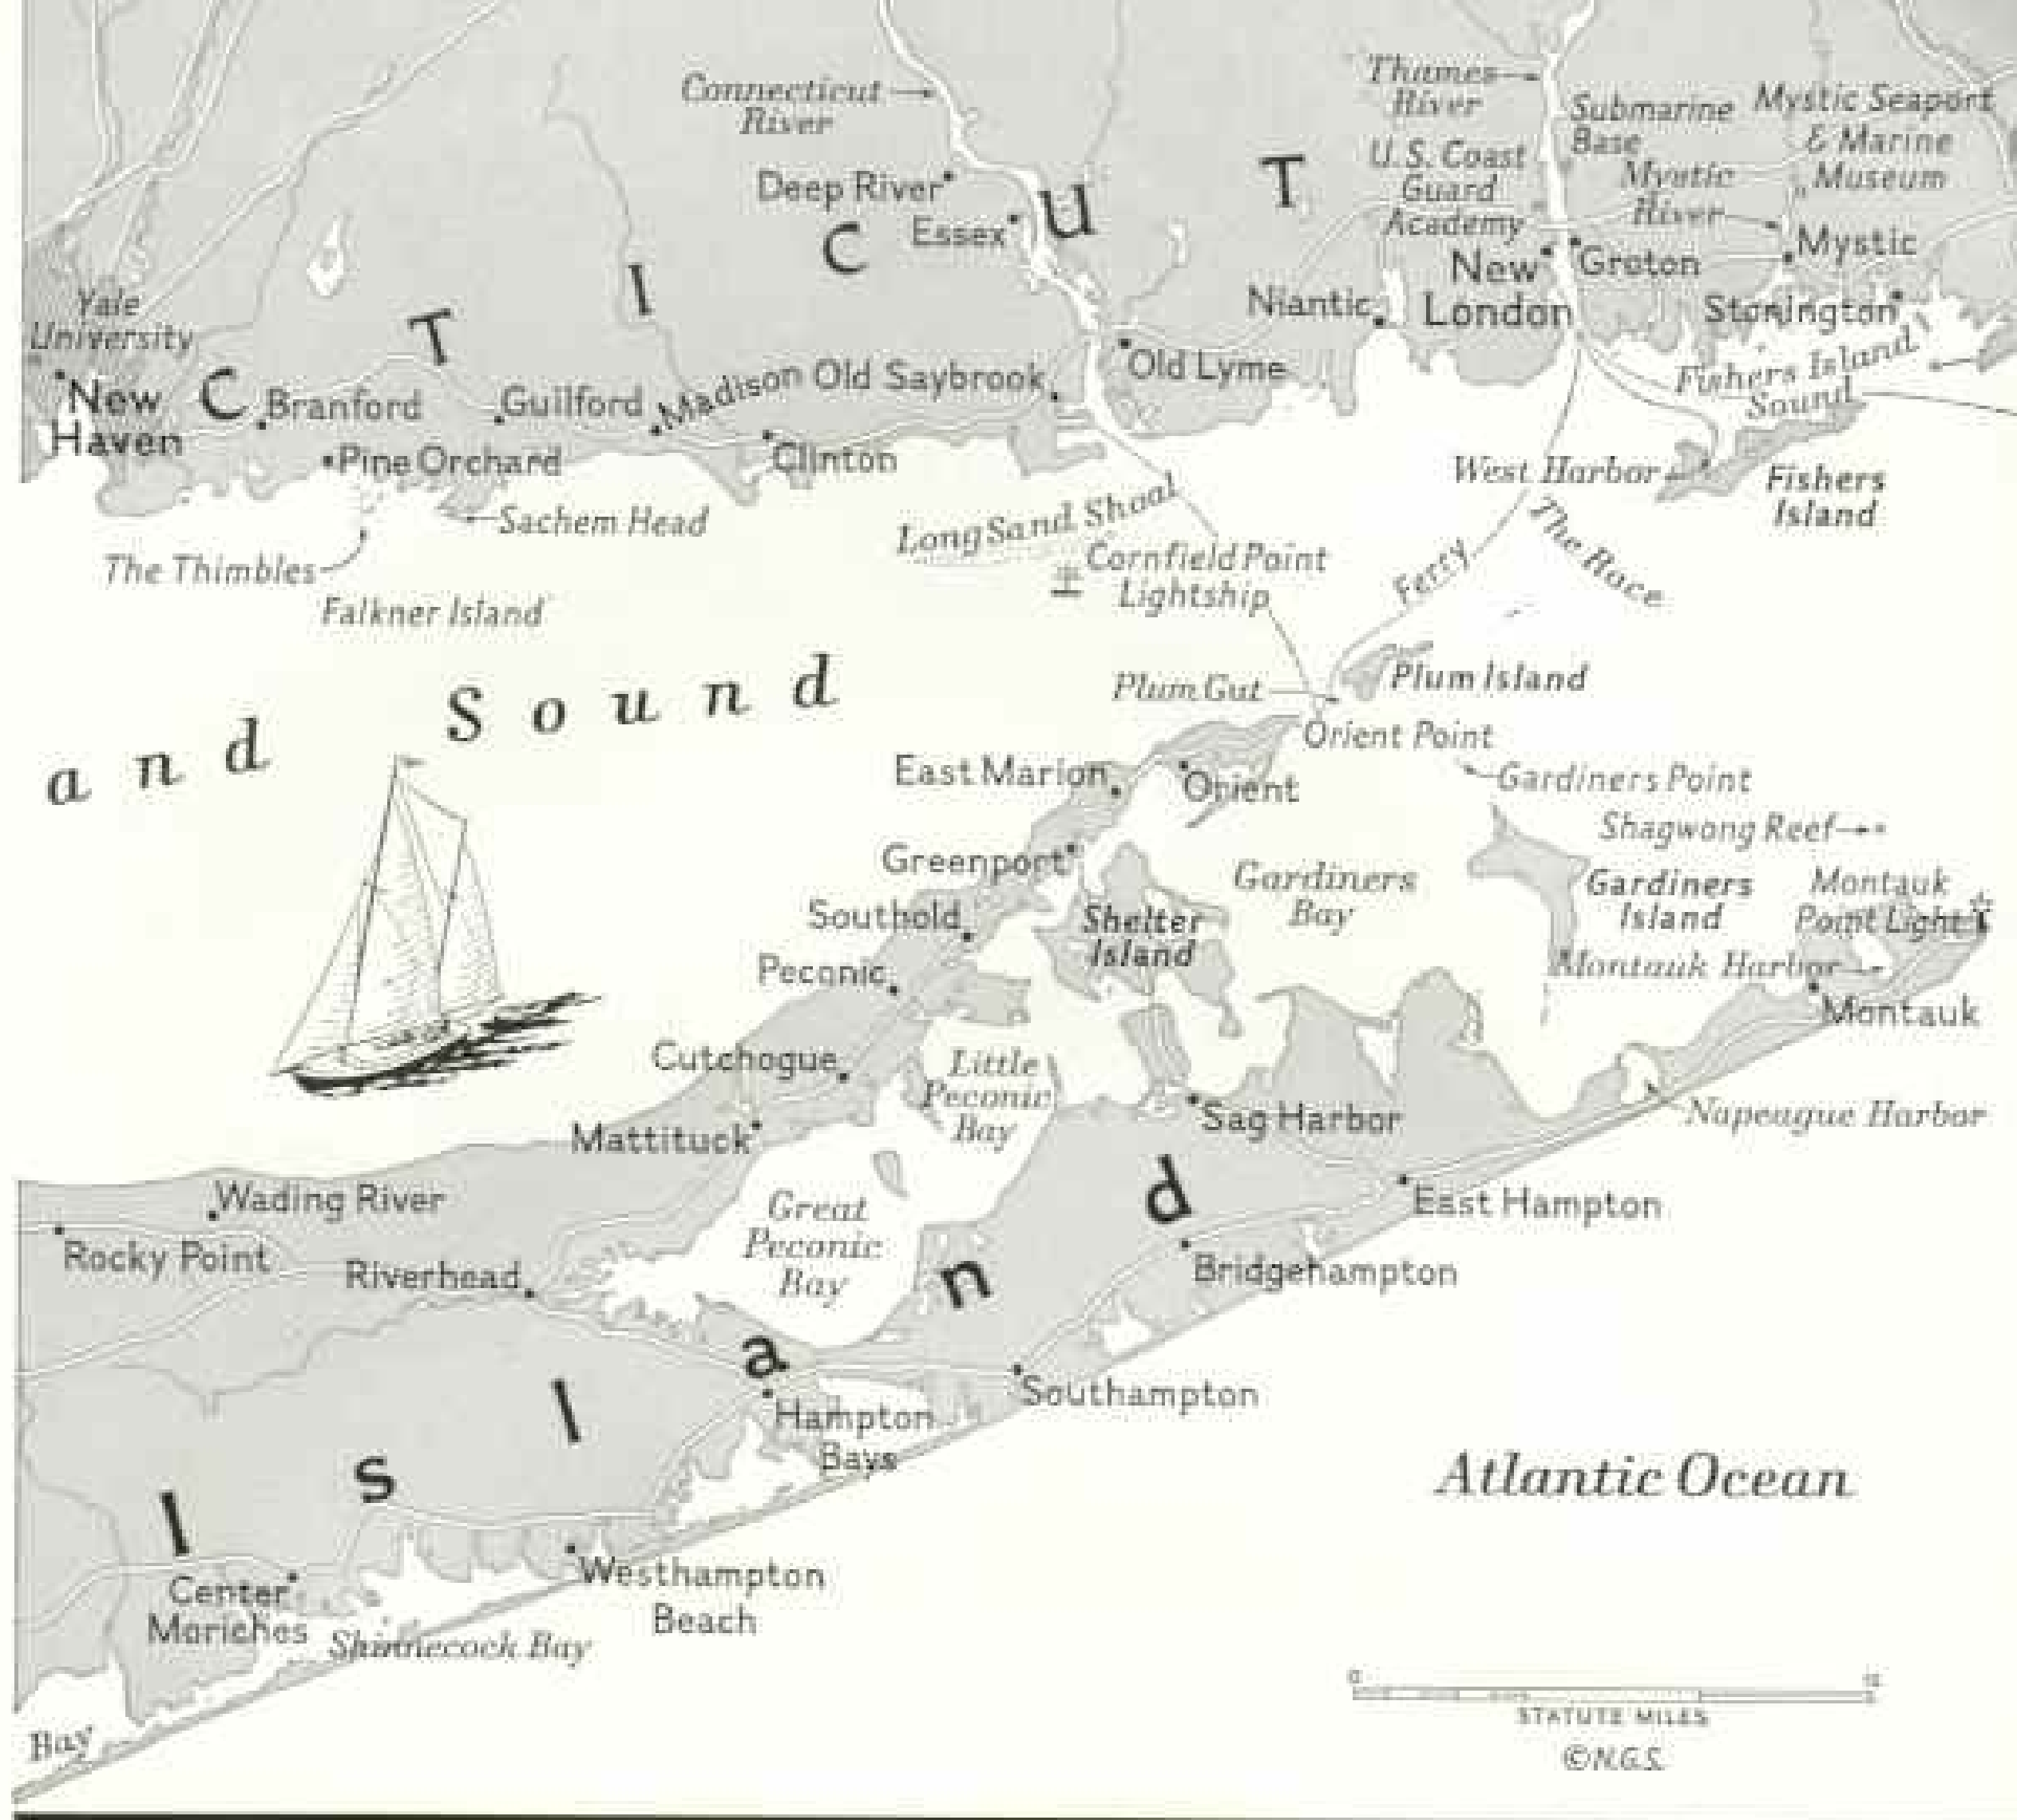 Connecticut
River
Thames
River
Submarine
Base
Mystic Seaport
& Marine
Museum
U.S. Coast
Guard
Academy
Mystic
River
Deep River
Essex
C T I C U T
New
London
Groton
Mystic
Niantic
Stonington
Yale
University
New
Haven
Branford
Guilford
Madison
Old Saybrook
Old Lyme
Fishers Island
Sound
Pine Orchard
Clinton
West Harbor
Fishers
Island
Sachem Head
Long Sand Shoal
The Thimbles
Cornfield Point
Lightship
Ferry
The Race
Falkner Island
and Sound
Plum Gut
Plum Island
Orient Point
East Marion
Orient
Gardiners Point
Shagwong Reef
Greenport
Gardiners
Bay
Gardiners
Island
Montauk
Point Light
Southold
Shelter
Island
Peconic
Montauk Harbor
Montauk
Cutchogue
Little
Peconic
Bay
Mattituck
Sag Harbor
Napeague Harbor
Wading River
Great
Peconic
Bay
East Hampton
Rocky Point
Riverhead
Bridgehampton
Island
Southampton
Hampton
Bays
Atlantic Ocean
Center
Moriches
Westhampton
Beach
Shinnecock Bay
Bay
0 10
STATUTE MILES
©N.G.S.